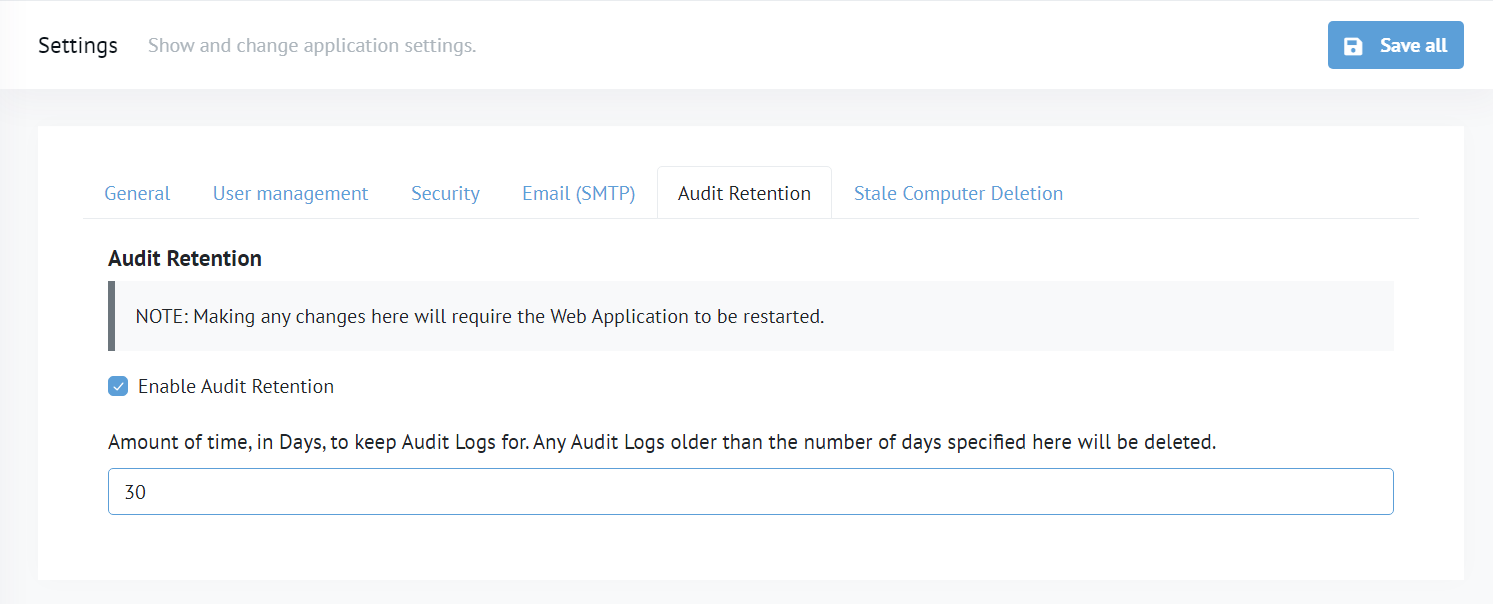 Settings Show and change application settings. Save all
General User management Security Email (SMTP) Audit Retention Stale Computer Deletion
Audit Retention
NOTE: Making any changes here will require the Web Application to be restarted.
Enable Audit Retention
Amount of time, in Days, to keep Audit Logs for. Any Audit Logs older than the number of days specified here will be deleted.
30